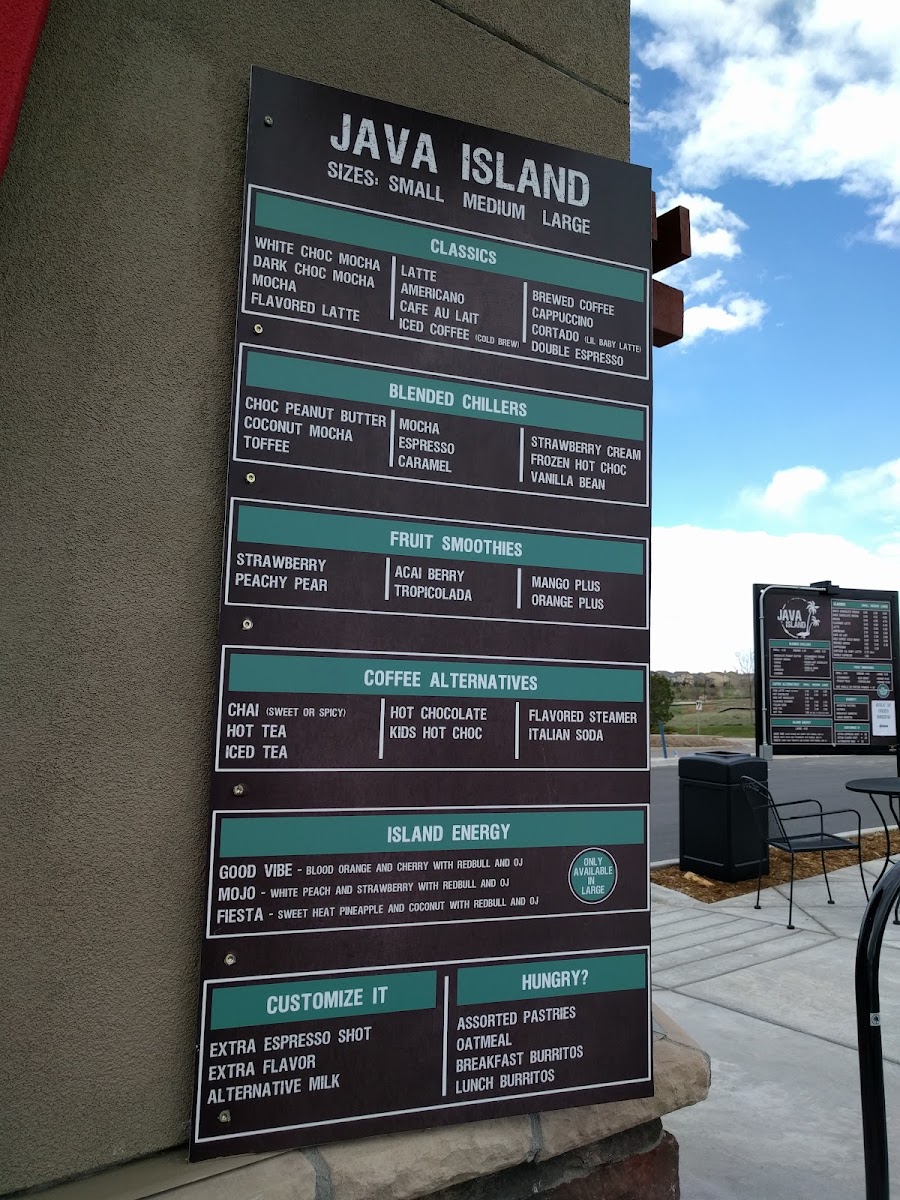 JAVA ISLAND
SIZES: SMALL MEDIUM LARGE
CLASSICS
WHITE CHOC MOCHA
DARK CHOC MOCHA
MOCHA
FLAVORED LATTE
LATTE
AMERICANO
CAFE AU LAIT
ICED COFFEE (COLD BREW)
BREWED COFFEE
CAPPUCCINO
CORTADO (LIL BABY LATTE)
DOUBLE ESPRESSO
BLENDED CHILLERS
CHOC PEANUT BUTTER
COCONUT MOCHA
TOFFEE
MOCHA
ESPRESSO
CARAMEL
STRAWBERRY CREAM
FROZEN HOT CHOC
VANILLA BEAN
FRUIT SMOOTHIES
STRAWBERRY
PEACHY PEAR
ACAI BERRY
TROPICOLADA
MANGO PLUS
ORANGE PLUS
COFFEE ALTERNATIVES
CHAI (SWEET OR SPICY)
HOT TEA
ICED TEA
HOT CHOCOLATE
KIDS HOT CHOC
FLAVORED STEAMER
ITALIAN SODA
ISLAND ENERGY
GOOD VIBE - BLOOD ORANGE AND CHERRY WITH REDBULL AND OJ
MOJO - WHITE PEACH AND STRAWBERRY WITH REDBULL AND OJ
FIESTA - SWEET HEAT PINEAPPLE AND COCONUT WITH REDBULL AND OJ
ONLY
AVAILABLE
IN
LARGE
CUSTOMIZE IT
EXTRA ESPRESSO SHOT
EXTRA FLAVOR
ALTERNATIVE MILK
HUNGRY?
ASSORTED PASTRIES
OATMEAL
BREAKFAST BURRITOS
LUNCH BURRITOS
JAVA
ISLAND